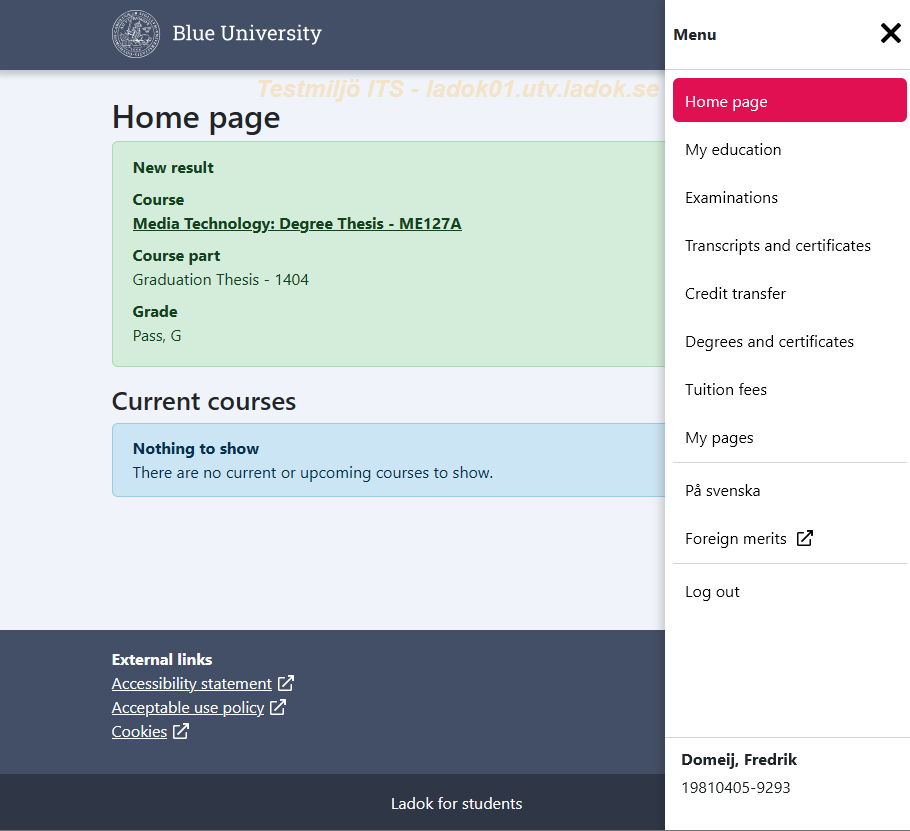 Blue University
Testmiljö ITS - ladok01.utv.ladok.se
Home page
New result
Course
Media Technology: Degree Thesis - ME127A
Course part
Graduation Thesis - 1404
Grade
Pass, G
Current courses
Nothing to show
There are no current or upcoming courses to show.
External links
Accessibility statement
Acceptable use policy
Cookies
Ladok for students
Menu
Home page
My education
Examinations
Transcripts and certificates
Credit transfer
Degrees and certificates
Tuition fees
My pages
På svenska
Foreign merits
Log out
Domeij, Fredrik
19810405-9293